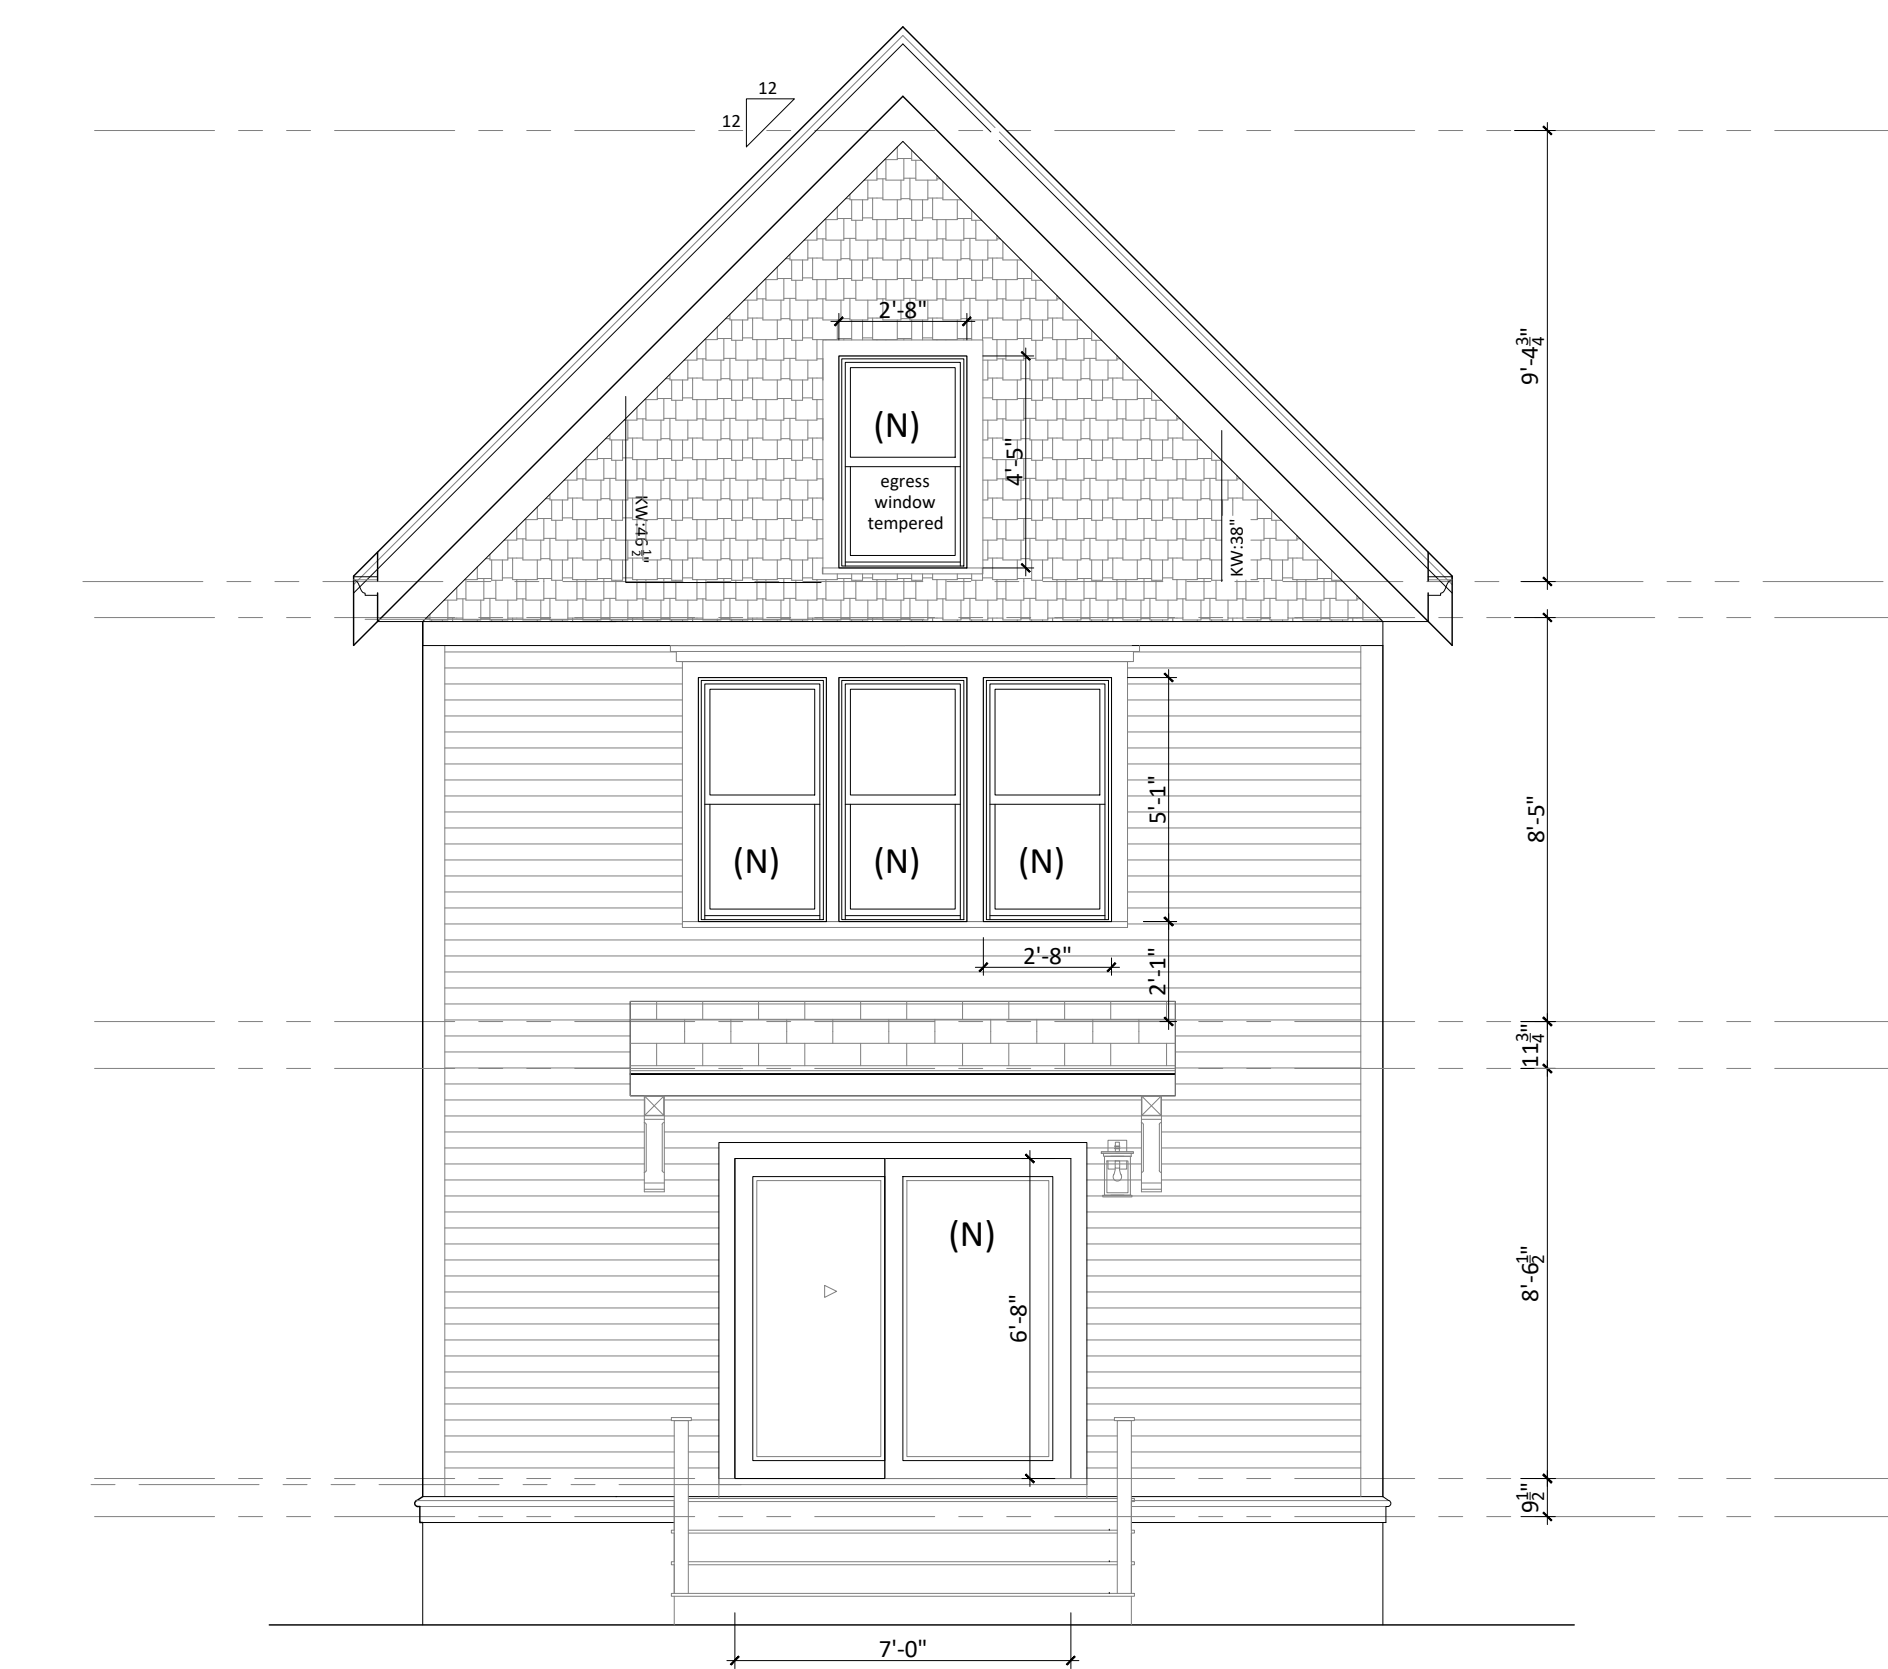 12
12
2'-8"
9'-4 3/4"
(N)
4'-5"
egress
window
tempered
KW:46 1/2"
KW:38"
5'-1"
8'-5"
(N)
(N)
(N)
2'-8"
2'-1"
11 3/4"
(N)
8'-6 1/2"
6'-8"
9 1/2"
7'-0"